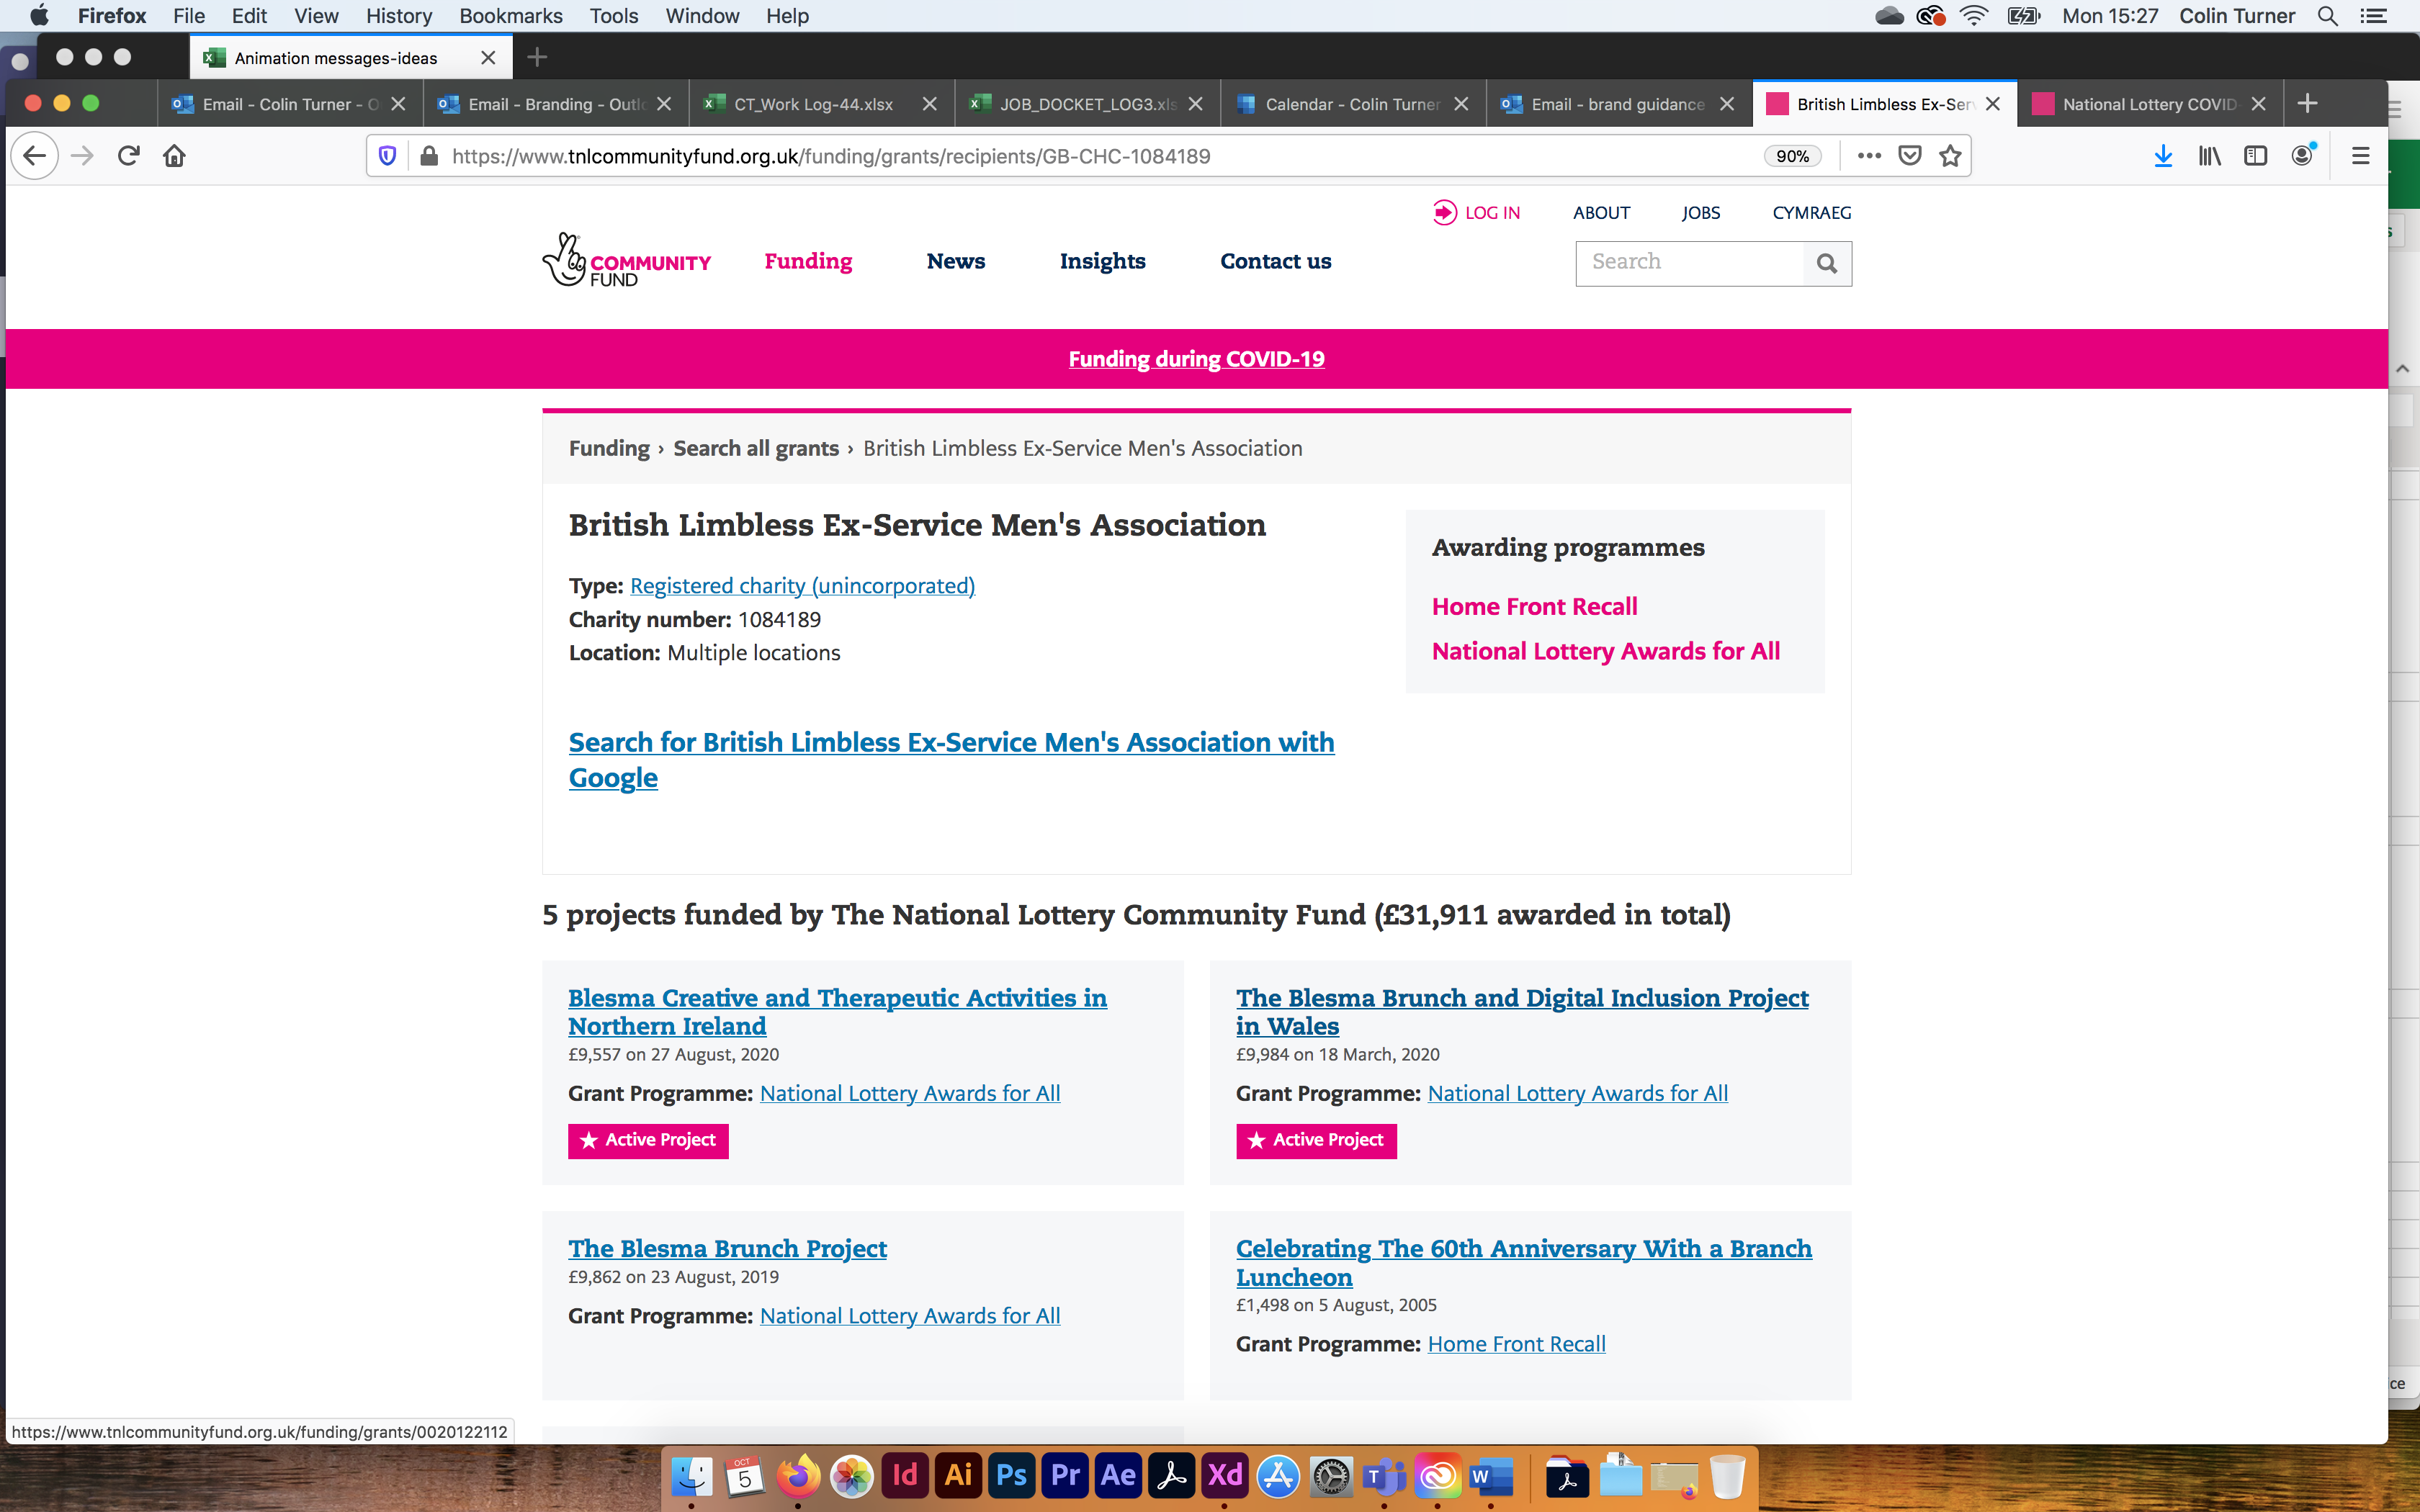 Firefox File Edit View History Bookmarks Tools Window Help Mon 15:27 Colin Turner
Animation messages-ideas
Email - Colin Turner - O
Email - Branding - Outlo
CT_Work Log-44.xlsx
JOB_DOCKET_LOG3.xls
Calendar - Colin Turner
Email - brand guidance
British Limbless Ex-Serv
National Lottery COVID
https://www.tnlcommunityfund.org.uk/funding/grants/recipients/GB-CHC-1084189
90%
LOG IN ABOUT JOBS CYMRAEG
COMMUNITY
FUND
Funding News Insights Contact us
Search
Funding during COVID-19
Funding › Search all grants › British Limbless Ex-Service Men's Association
British Limbless Ex-Service Men's Association
Type: Registered charity (unincorporated)
Charity number: 1084189
Location: Multiple locations
Search for British Limbless Ex-Service Men's Association with
Google
Awarding programmes
Home Front Recall
National Lottery Awards for All
5 projects funded by The National Lottery Community Fund (£31,911 awarded in total)
Blesma Creative and Therapeutic Activities in
Northern Ireland
£9,557 on 27 August, 2020
Grant Programme: National Lottery Awards for All
Active Project
The Blesma Brunch and Digital Inclusion Project
in Wales
£9,984 on 18 March, 2020
Grant Programme: National Lottery Awards for All
Active Project
The Blesma Brunch Project
£9,862 on 23 August, 2019
Grant Programme: National Lottery Awards for All
Celebrating The 60th Anniversary With a Branch
Luncheon
£1,498 on 5 August, 2005
Grant Programme: Home Front Recall
ce
https://www.tnlcommunityfund.org.uk/funding/grants/0020122112
OCT
5
Id
Ai
Ps
Pr
Ae
Xd
T
W